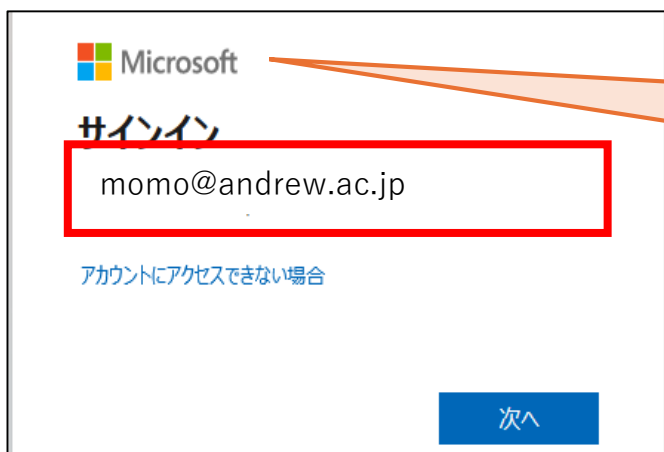 Microsoft
サインイン
momo@andrew.ac.jp
アカウントにアクセスできない場合
次へ